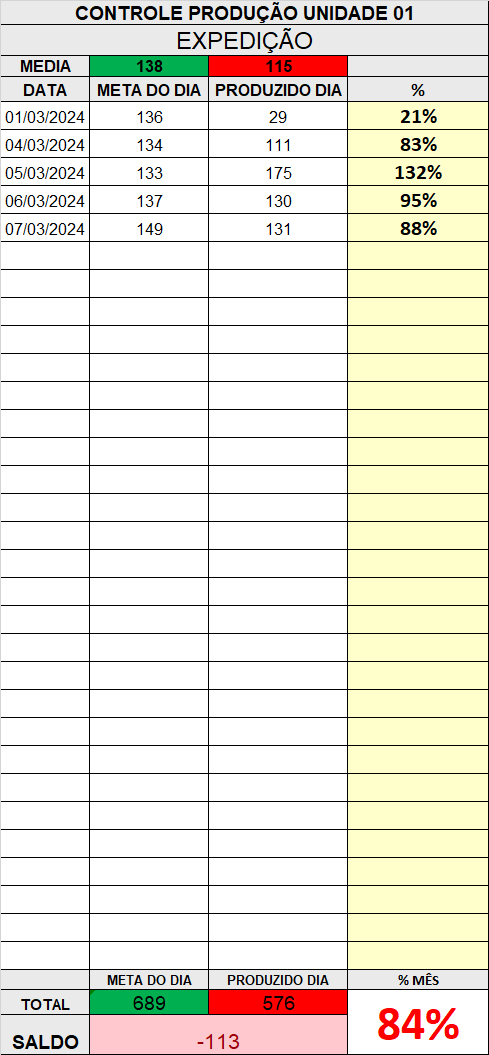 CONTROLE PRODUÇÃO UNIDADE 01
EXPEDIÇÃO
MEDIA 138 115
DATA META DO DIA PRODUZIDO DIA %
01/03/2024 136 29 21%
04/03/2024 134 111 83%
05/03/2024 133 175 132%
06/03/2024 137 130 95%
07/03/2024 149 131 88%
META DO DIA PRODUZIDO DIA % MÊS
TOTAL 689 576 84%
SALDO -113